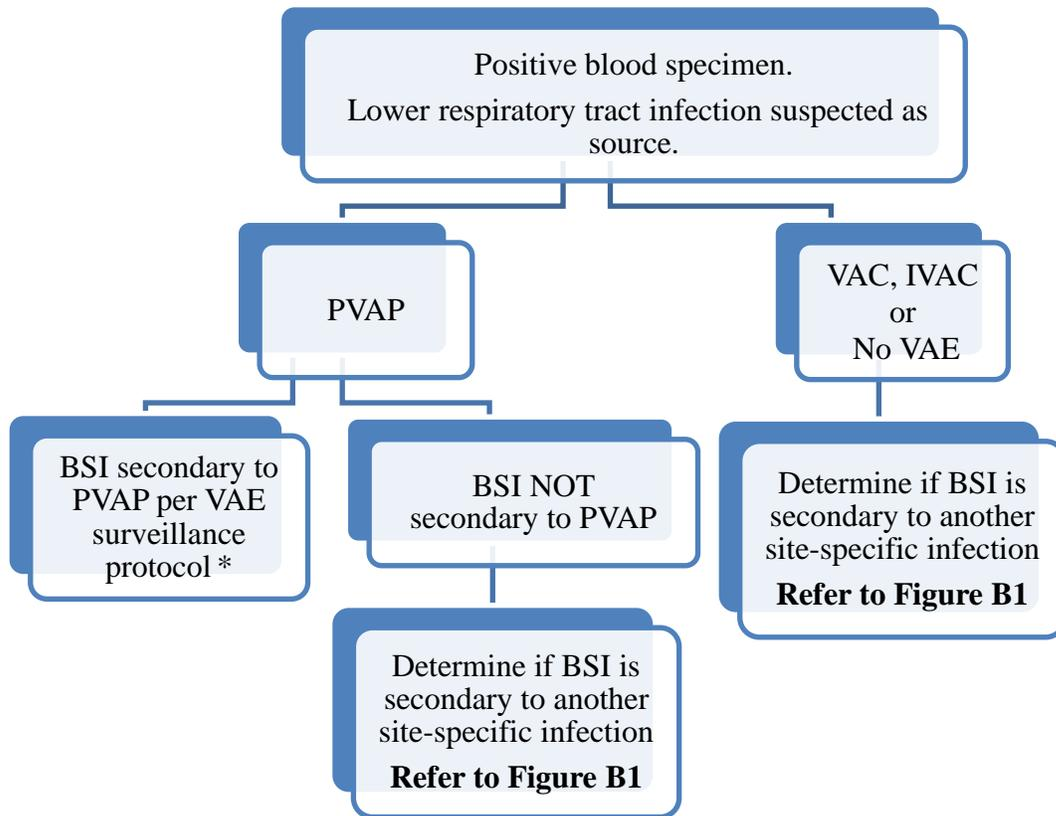 Positive blood specimen.
Lower respiratory tract infection suspected as
source.
PVAP
VAC, IVAC
or
No VAE
BSI secondary to
PVAP per VAE
surveillance
protocol *
BSI NOT
secondary to PVAP
Determine if BSI is
secondary to another
site-specific infection
Refer to Figure B1
Determine if BSI is
secondary to another
site-specific infection
Refer to Figure B1